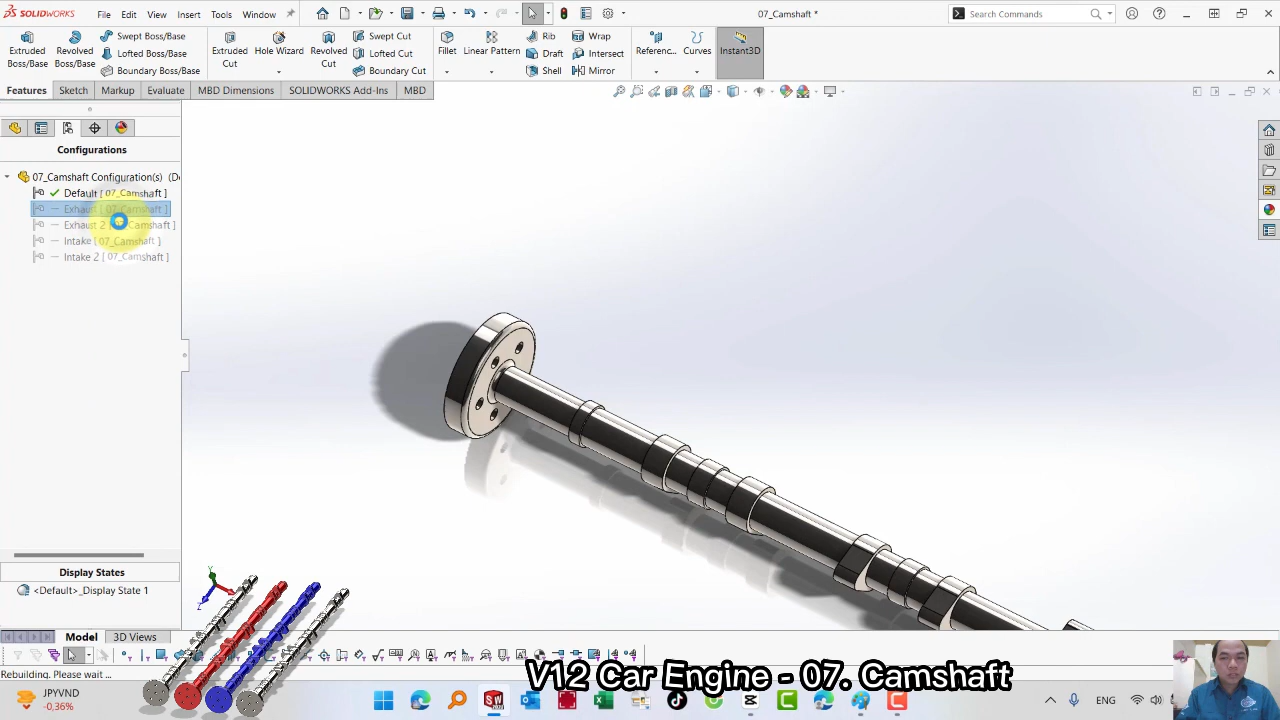 SOLIDWORKS File Edit View Insert Tools Window 07_Camshaft * Search Commands
Extruded Boss/Base Revolved Boss/Base Swept Boss/Base Lofted Boss/Base Boundary Boss/Base Extruded Cut Hole Wizard Revolved Cut Swept Cut Lofted Cut Boundary Cut Fillet Linear Pattern Rib Draft Shell Wrap Intersect Mirror Referenc... Curves Instant3D
Features Sketch Markup Evaluate MBD Dimensions SOLIDWORKS Add-Ins MBD
Configurations
07_Camshaft Configuration(s) (De
Default [ 07_Camshaft ]
Exhaust [ 07_Camshaft ]
Exhaust 2 [ 07_Camshaft ]
Intake [ 07_Camshaft ]
Intake 2 [ 07_Camshaft ]
Display States
<Default>_Display State 1
Y
Z
Model 3D Views
Rebuilding. Please wait ...
V12 Car Engine - 07. Camshaft
JPYVND
-0,36%
ENG